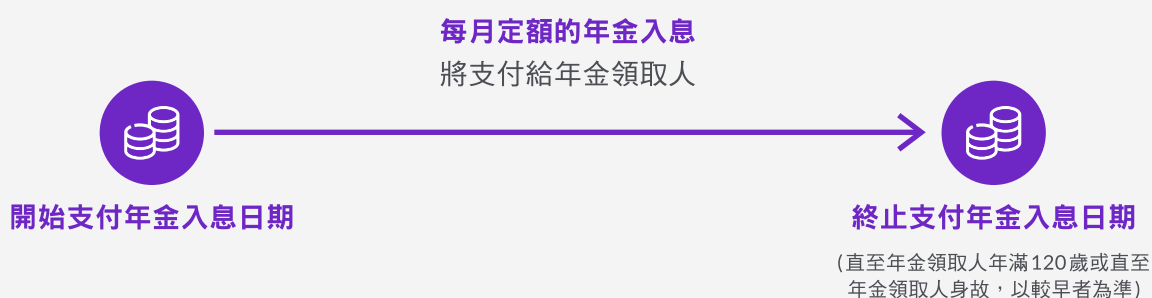 每月定額的年金入息
將支付給年金領取人
開始支付年金入息日期
終止支付年金入息日期
(直至年金領取人年滿120歲或直至
年金領取人身故，以較早者為準)